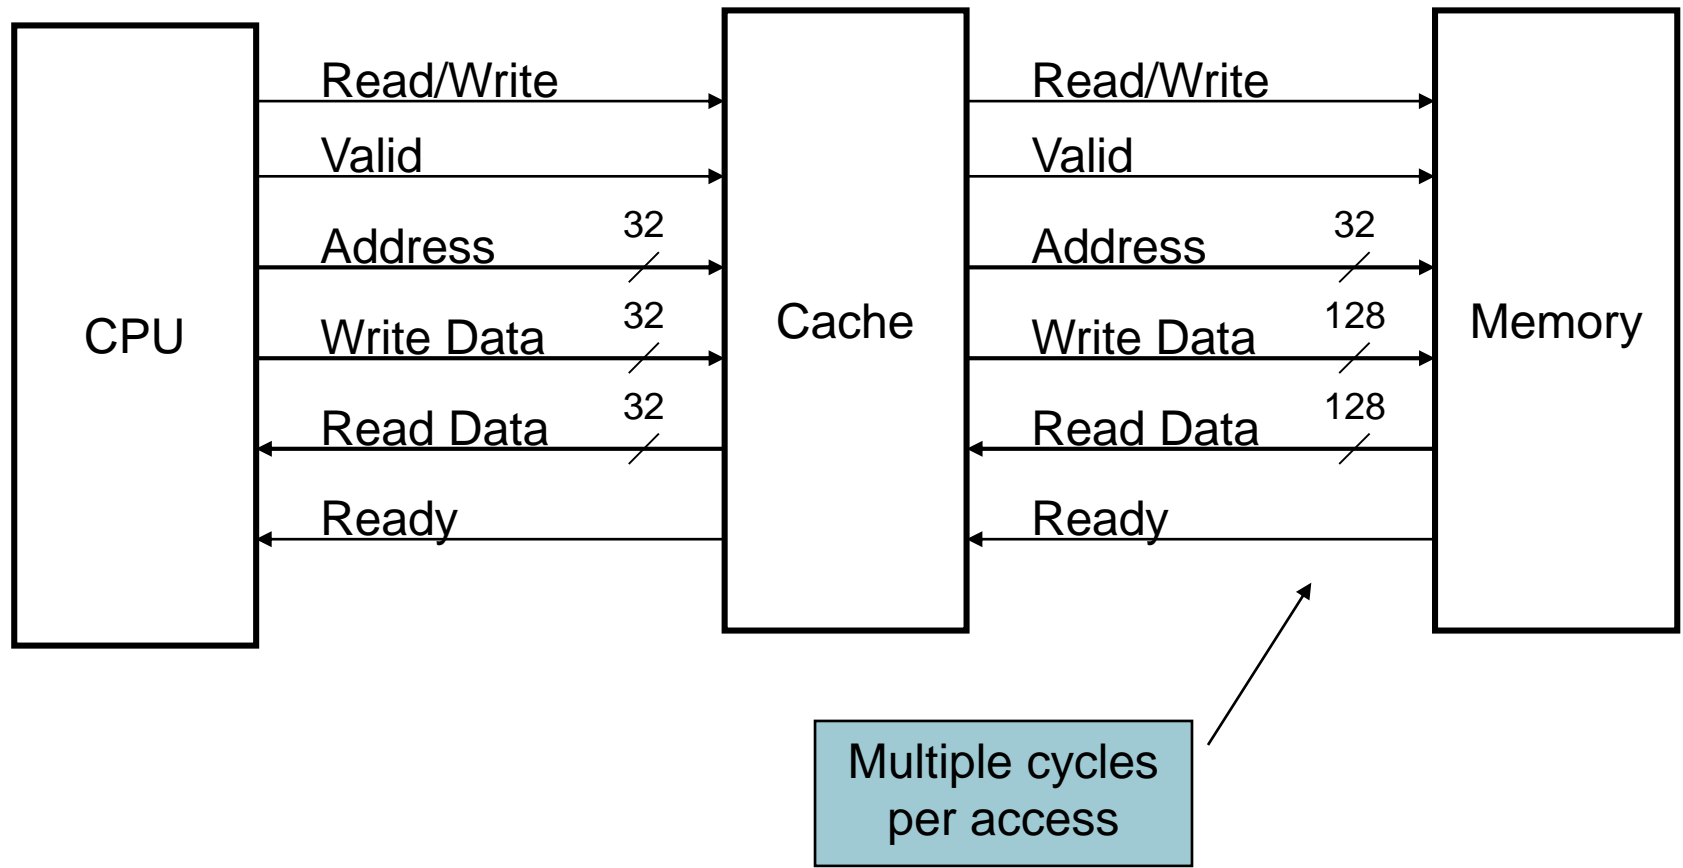 CPU
Read/Write
Valid
Address 32
Write Data 32
Read Data 32
Ready
Cache
Read/Write
Valid
Address 32
Write Data 128
Read Data 128
Ready
Memory
Multiple cycles
per access